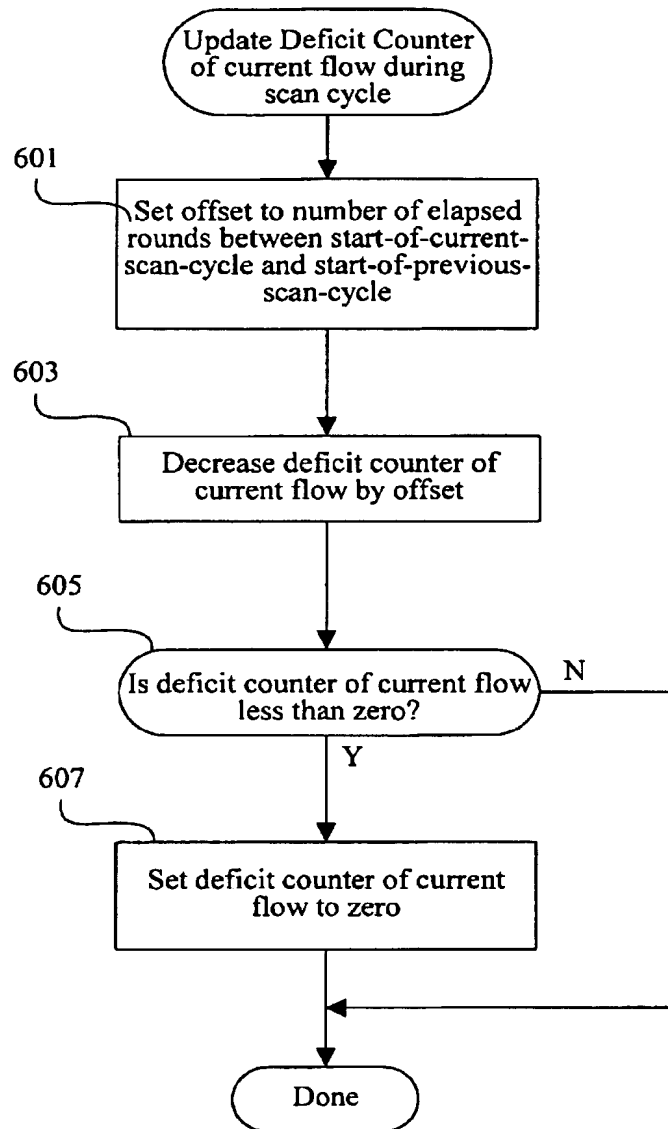 Update Deficit Counter
of current flow during
scan cycle
601
Set offset to number of elapsed
rounds between start-of-current-
scan-cycle and start-of-previous-
scan-cycle
603
Decrease deficit counter of
current flow by offset
605
Is deficit counter of current flow
less than zero?
N
Y
607
Set deficit counter of current
flow to zero
Done